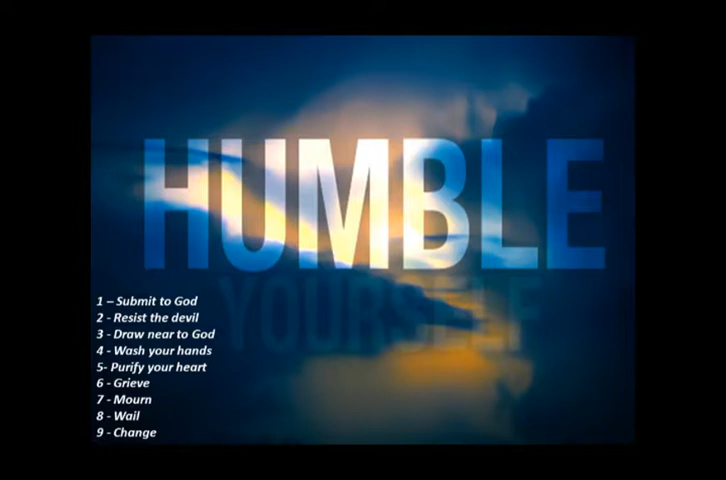 HUMBLE
YOURSELF
1 – Submit to God
2 - Resist the devil
3 - Draw near to God
4 - Wash your hands
5- Purify your heart
6 - Grieve
7 - Mourn
8 - Wail
9 - Change